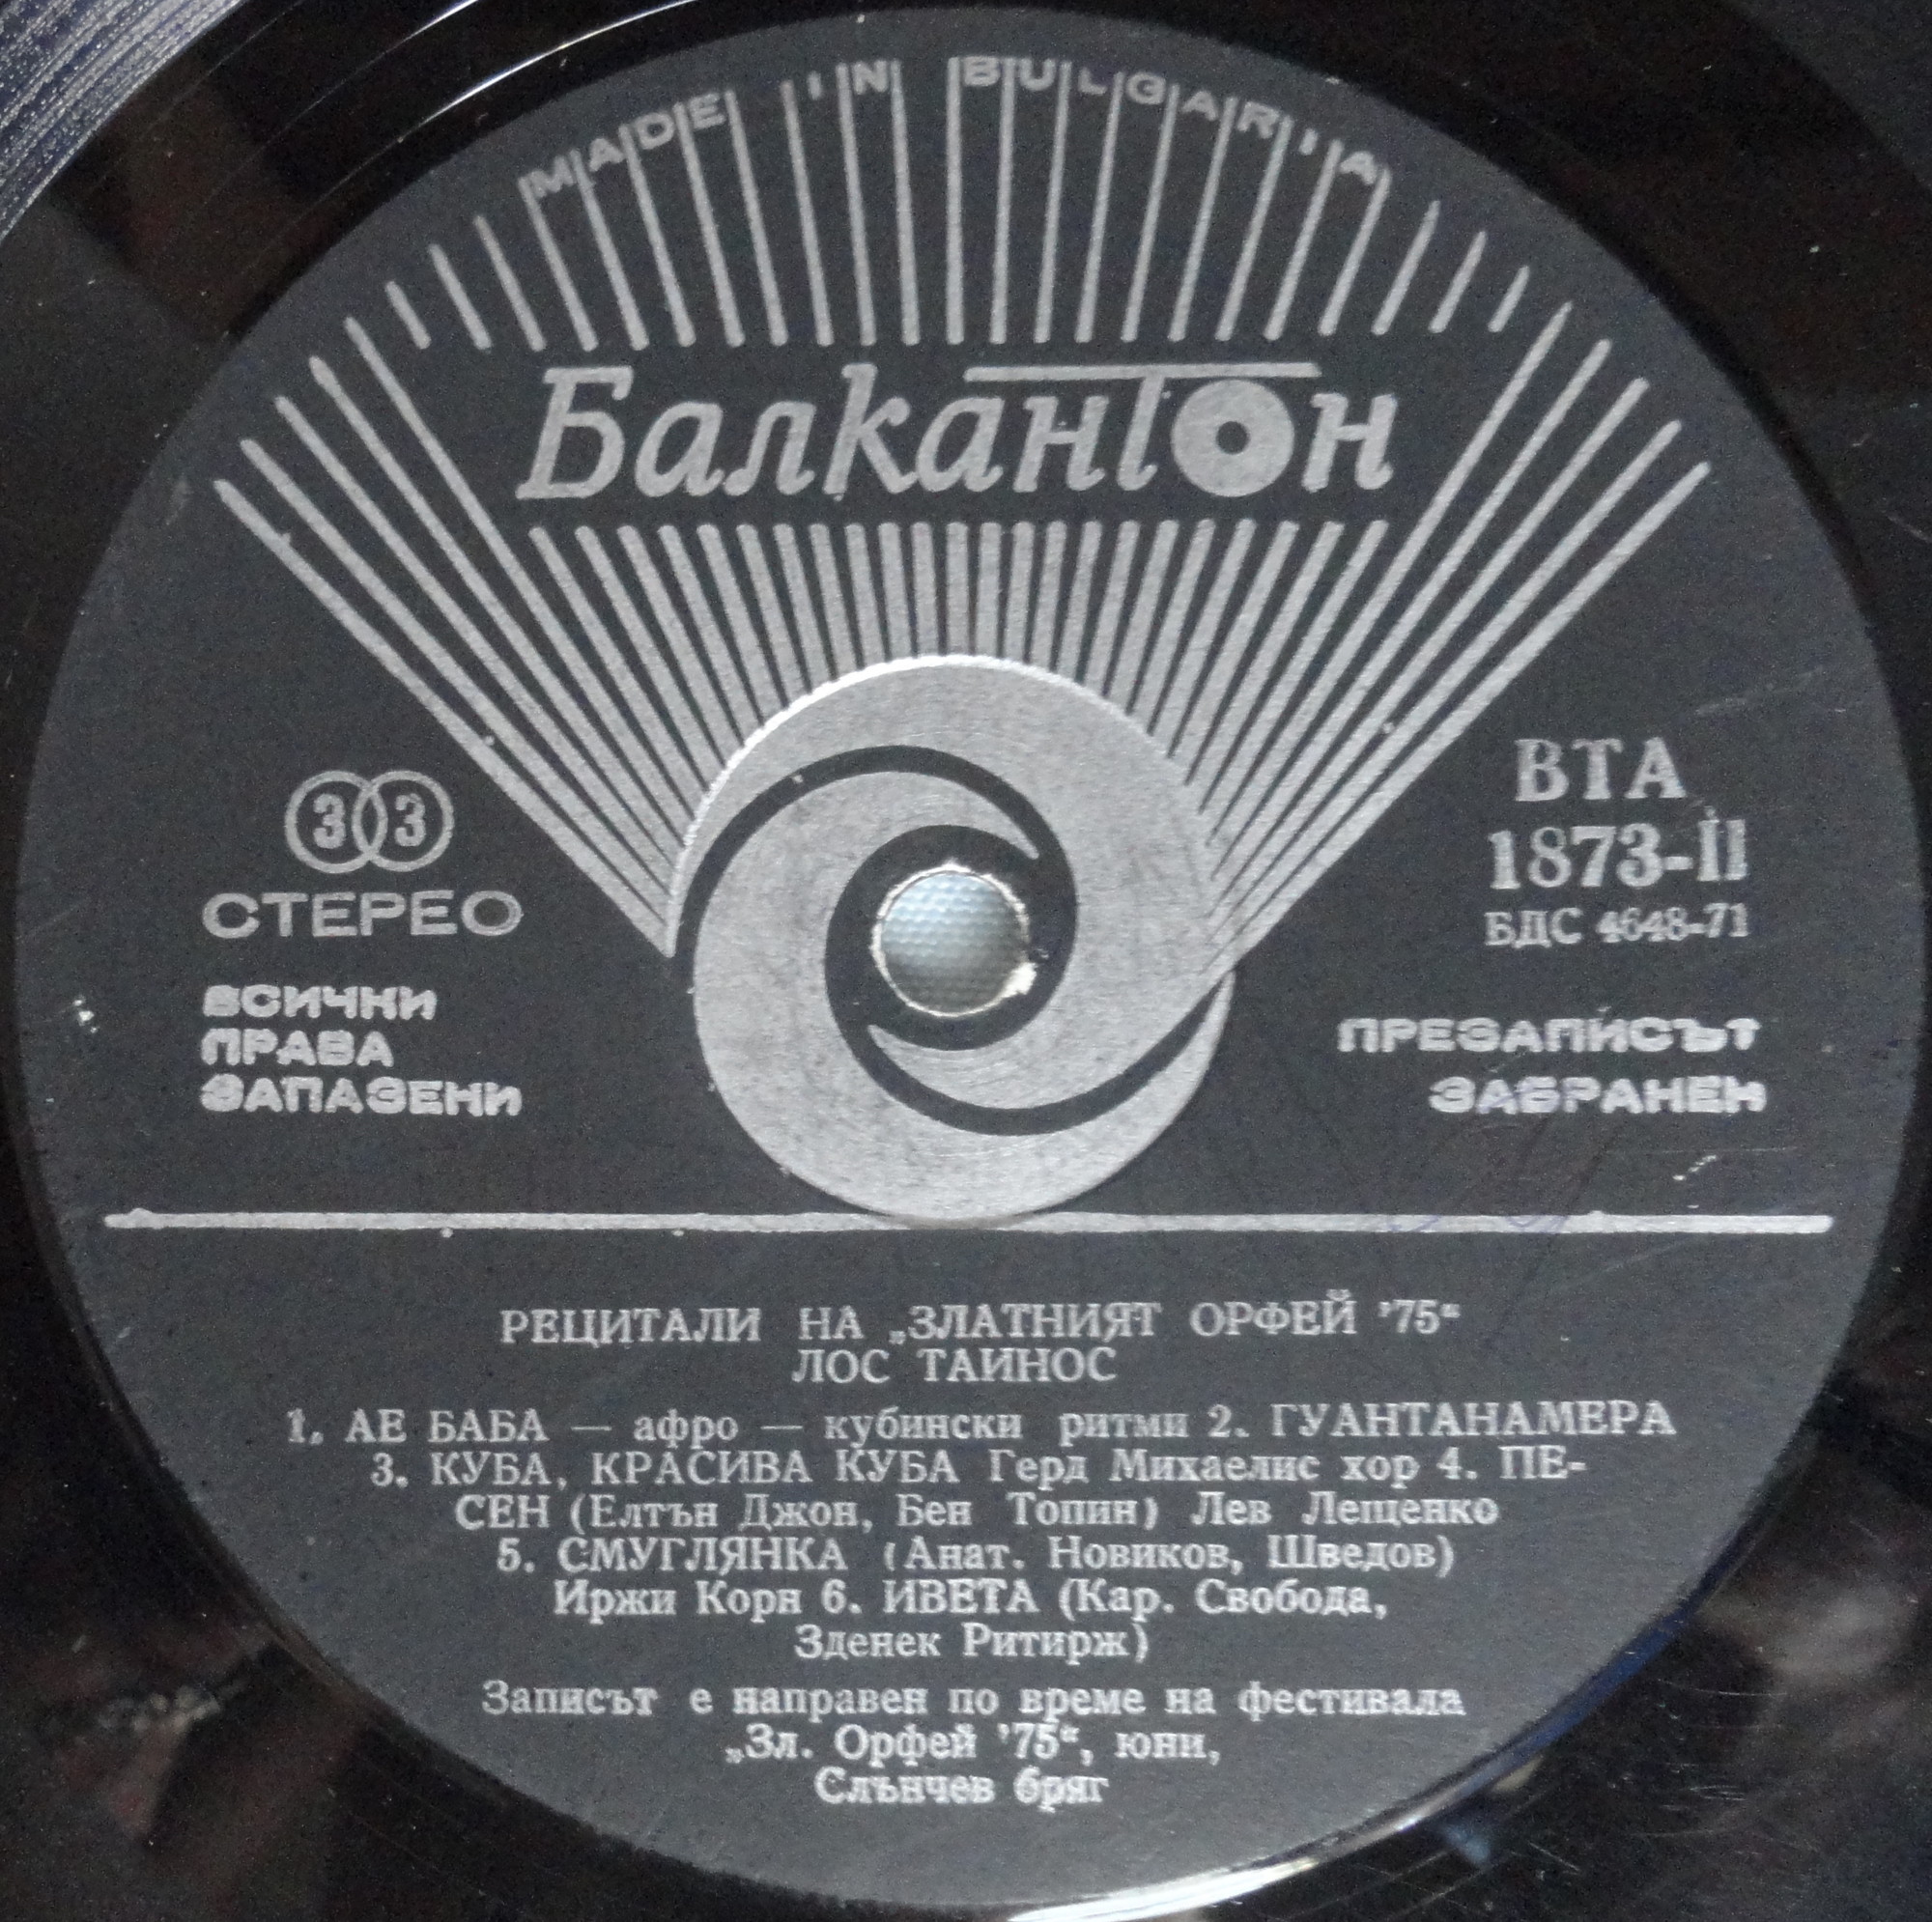 MADE IN BULGARIA
Балкантон
33
СТЕРЕО
ВСИЧКИ
ПРАВА
ЗАПАЗЕНИ
ВТА
1873-II
БДС 4648-71
ПРЕЗАПИСЪТ
ЗАБРАНЕН
РЕЦИТАЛИ НА „ЗЛАТНИЯТ ОРФЕЙ '75“
ЛОС ТАИНОС
1. АЕ БАБА — афро — кубински ритми 2. ГУАНТАНАМЕРА
3. КУБА, КРАСИВА КУБА Герд Михаелис хор 4. ПЕ-
СЕН (Елтън Джон, Бен Топин) Лев Лещенко
5. СМУГЛЯНКА (Анат. Новиков, Шведов)
Иржи Корн 6. ИВЕТА (Кар. Свобода,
Зденек Ритирж)
Записът е направен по време на фестивала
„Зл. Орфей '75“, юни,
Слънчев бряг